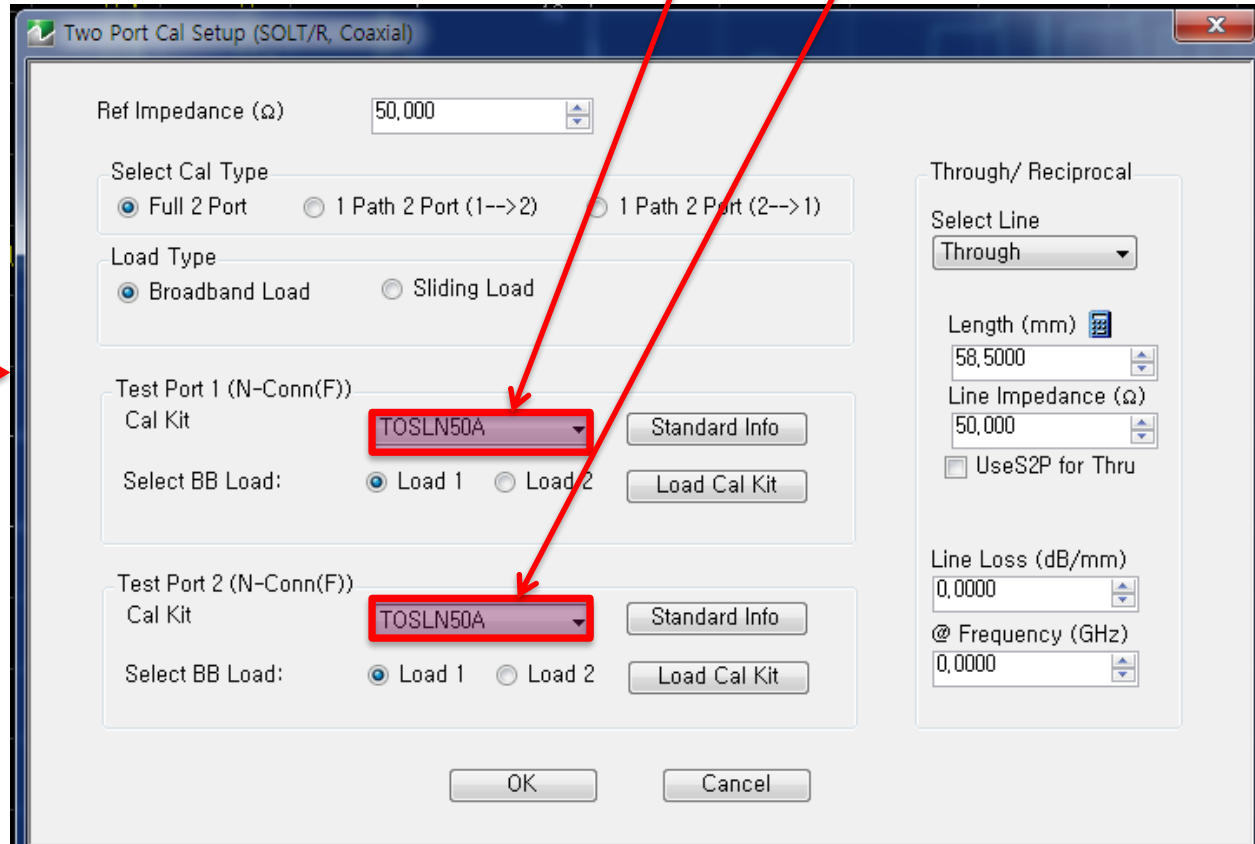 Two Port Cal Setup (SOLT/R, Coaxial)
Ref Impedance (Ω)
50,000
Select Cal Type
Full 2 Port
1 Path 2 Port (1-->2)
1 Path 2 Port (2-->1)
Load Type
Broadband Load
Sliding Load
Test Port 1 (N-Conn(F))
Cal Kit
TOSLN50A
Standard Info
Select BB Load:
Load 1
Load 2
Load Cal Kit
Test Port 2 (N-Conn(F))
Cal Kit
TOSLN50A
Standard Info
Select BB Load:
Load 1
Load 2
Load Cal Kit
Through/ Reciprocal
Select Line
Through
Length (mm)
58,5000
Line Impedance (Ω)
50,000
UseS2P for Thru
Line Loss (dB/mm)
0,0000
@ Frequency (GHz)
0,0000
OK
Cancel